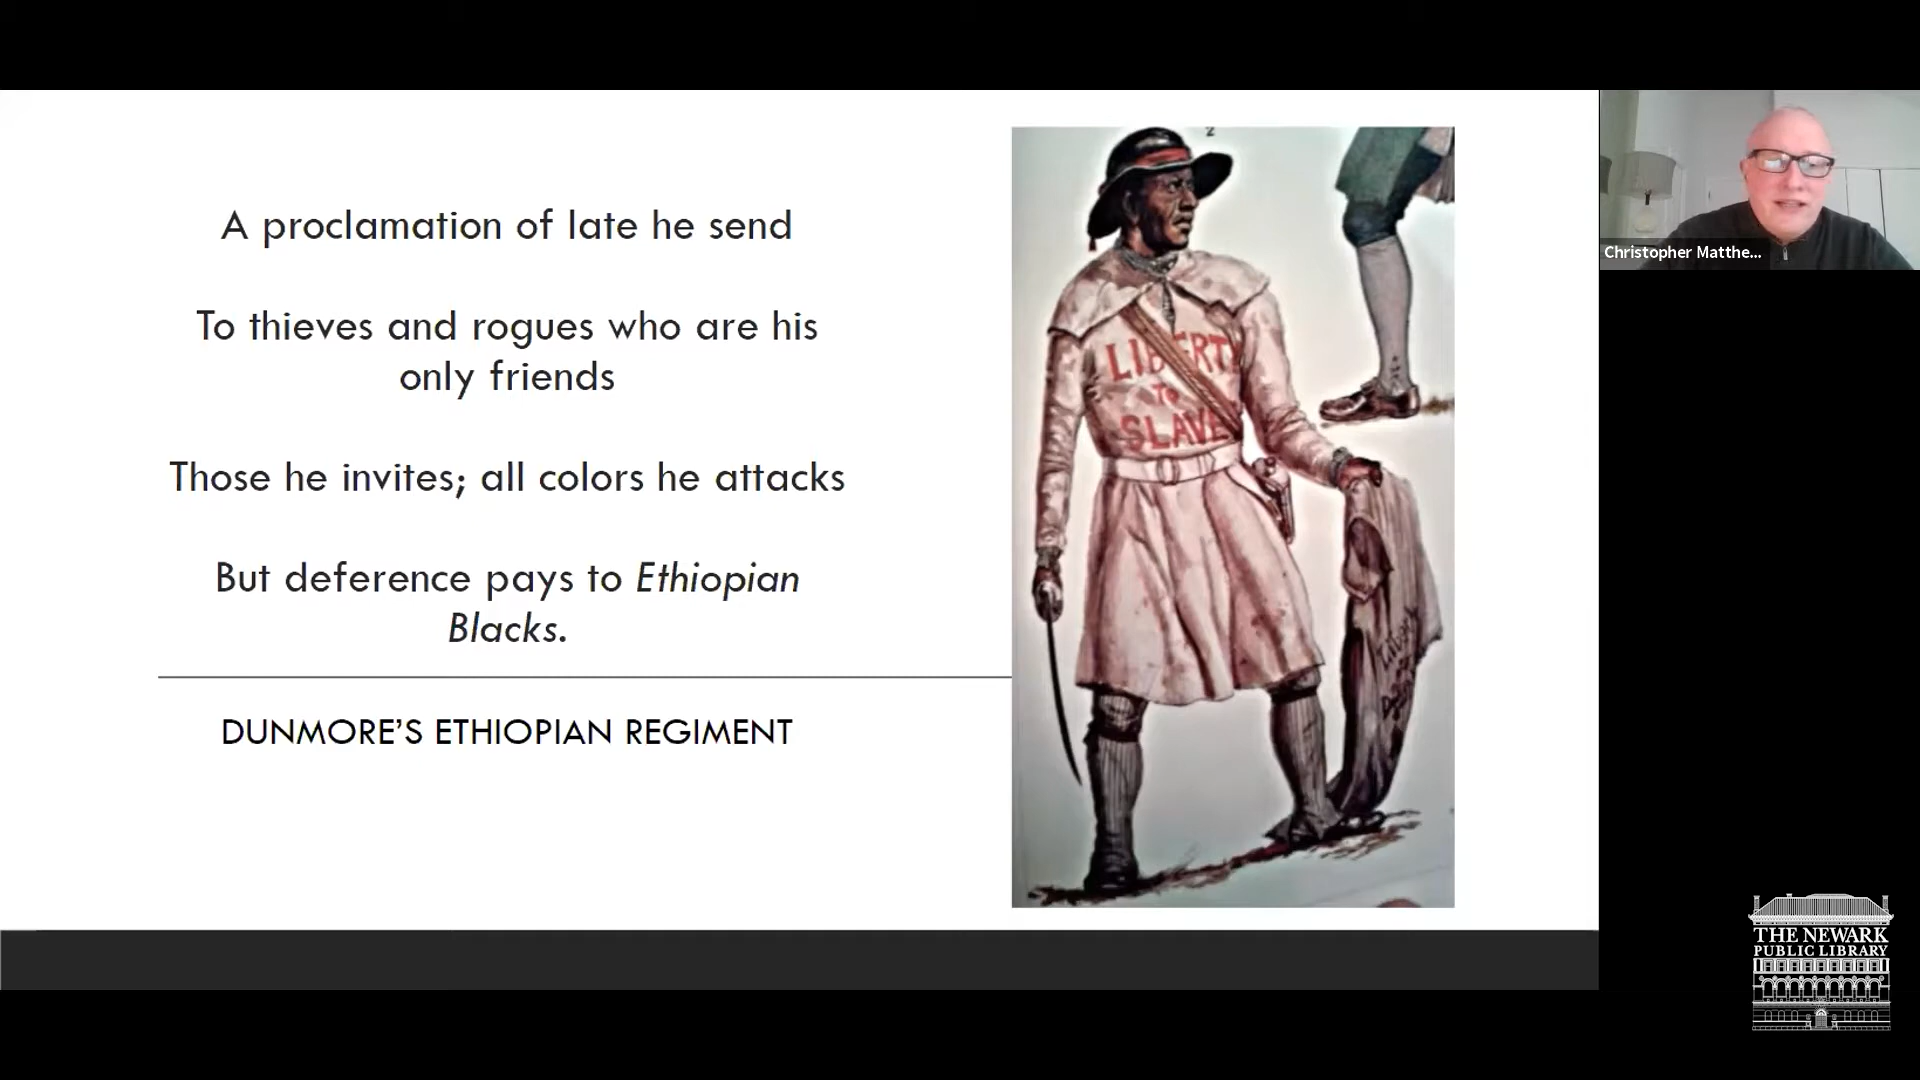 A proclamation of late he send
To thieves and rogues who are his
only friends
Those he invites; all colors he attacks
But deference pays to Ethiopian
Blacks.
DUNMORE’S ETHIOPIAN REGIMENT
2
LIBERTY
TO
SLAVE
Christopher Matthe...
THE NEWARK
PUBLIC LIBRARY